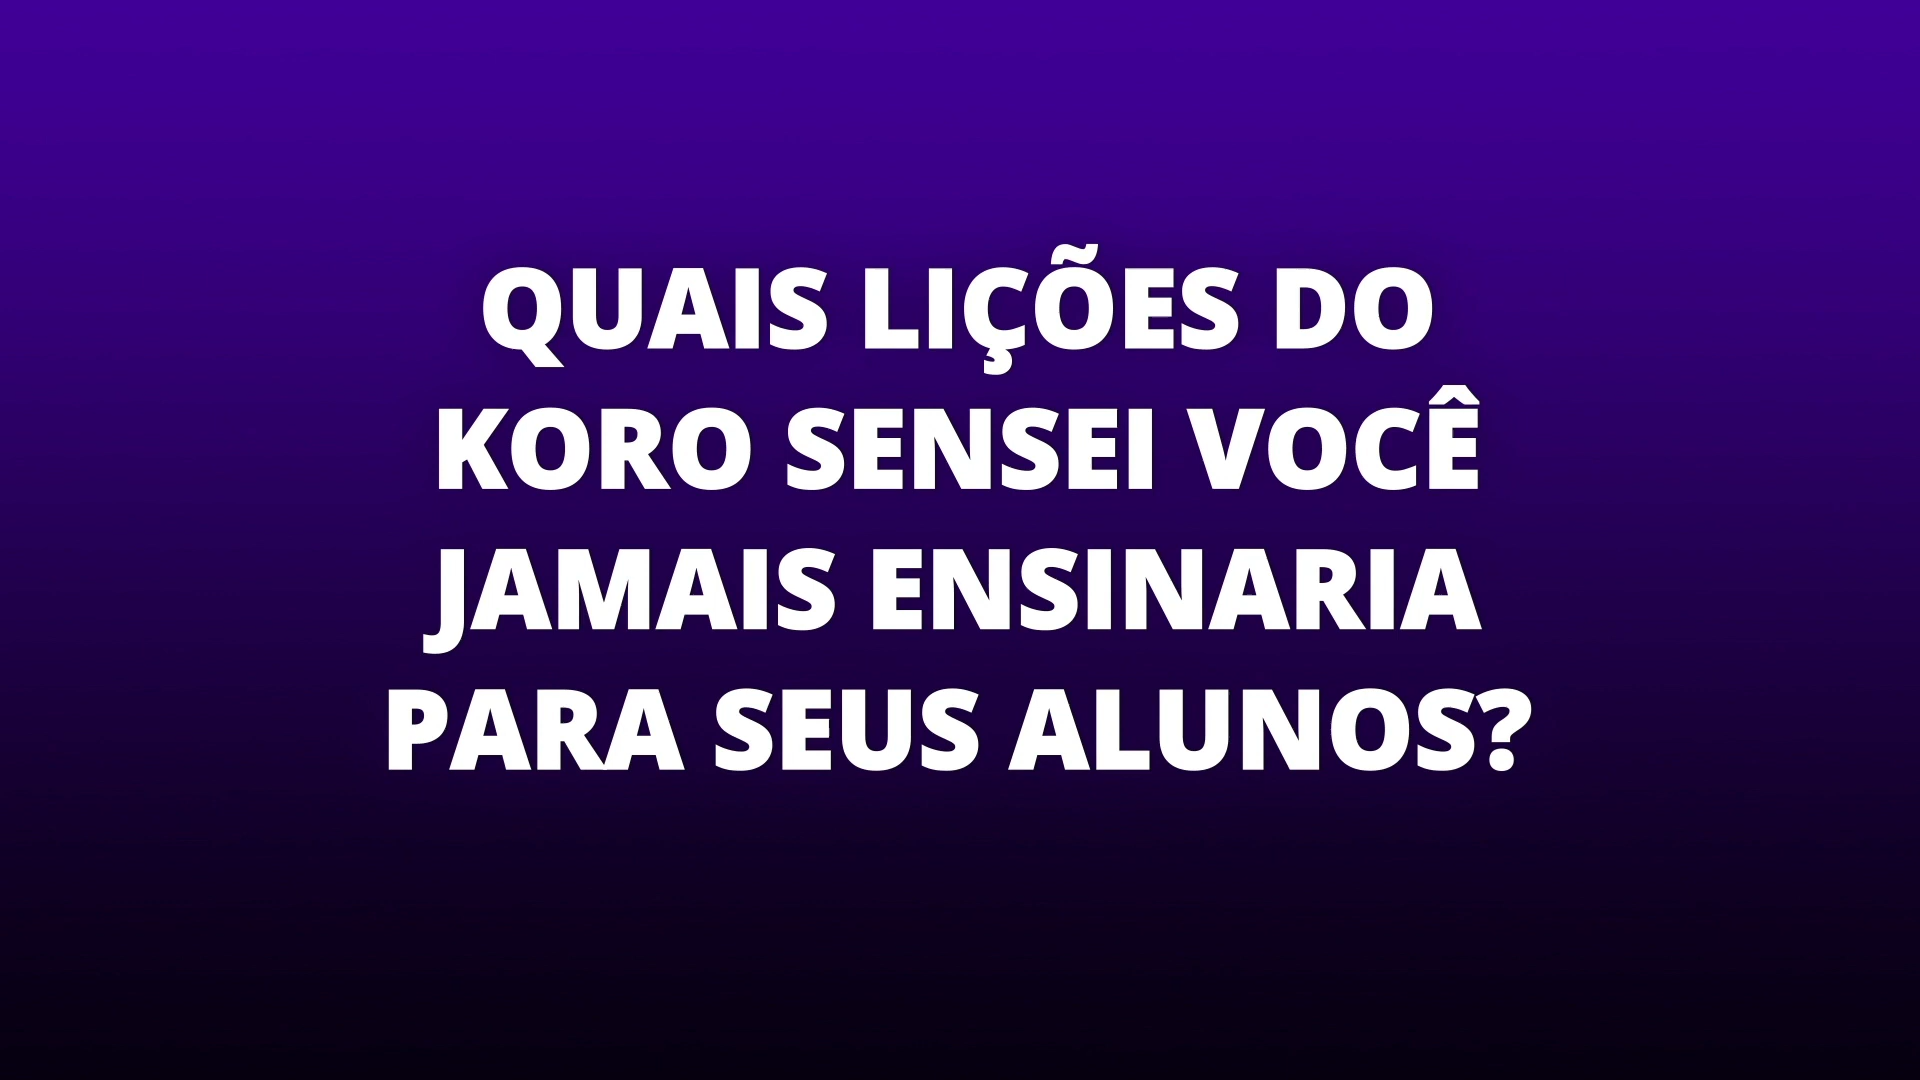 QUAIS LIÇÕES DO
KORO SENSEI VOCÊ
JAMAIS ENSINARIA
PARA SEUS ALUNOS?